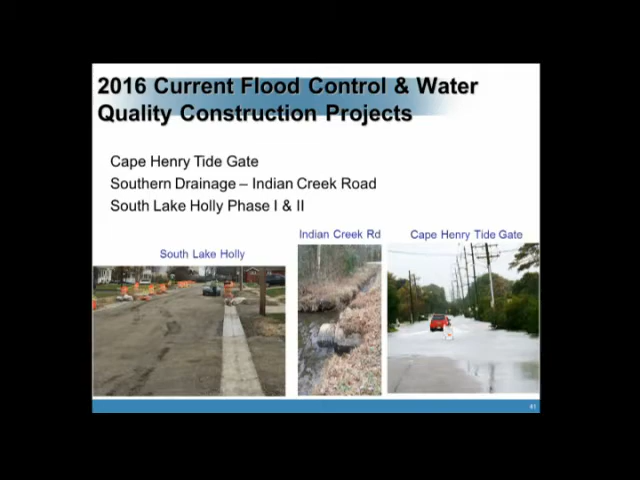 2016 Current Flood Control & Water
Quality Construction Projects
Cape Henry Tide Gate
Southern Drainage – Indian Creek Road
South Lake Holly Phase I & II
South Lake Holly
Indian Creek Rd
Cape Henry Tide Gate
41